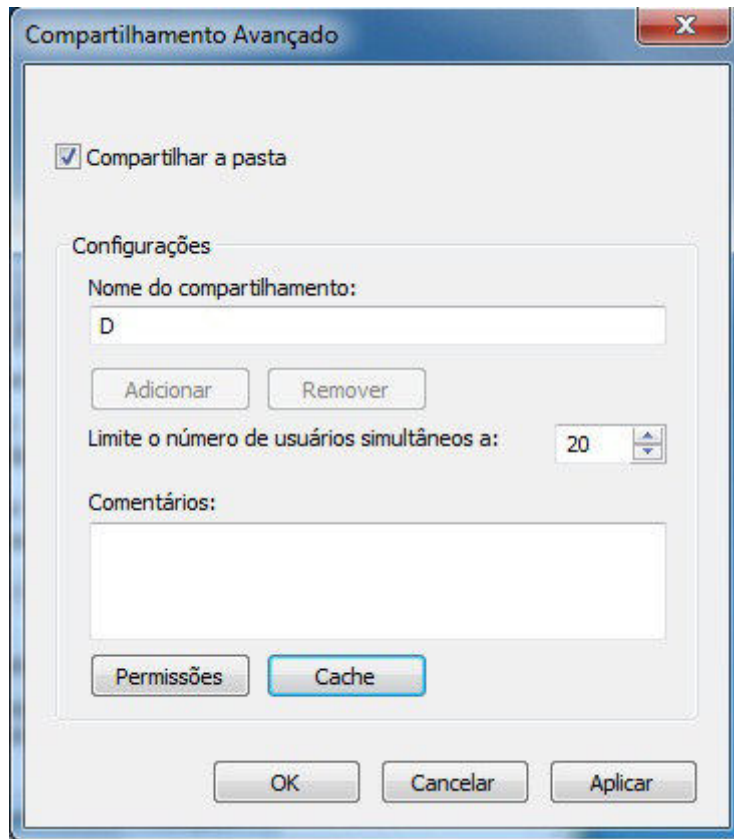 Compartilhamento Avançado
Compartilhar a pasta
Configurações
Nome do compartilhamento:
D
Adicionar Remover
Limite o número de usuários simultâneos a: 20
Comentários:
Permissões Cache
OK Cancelar Aplicar